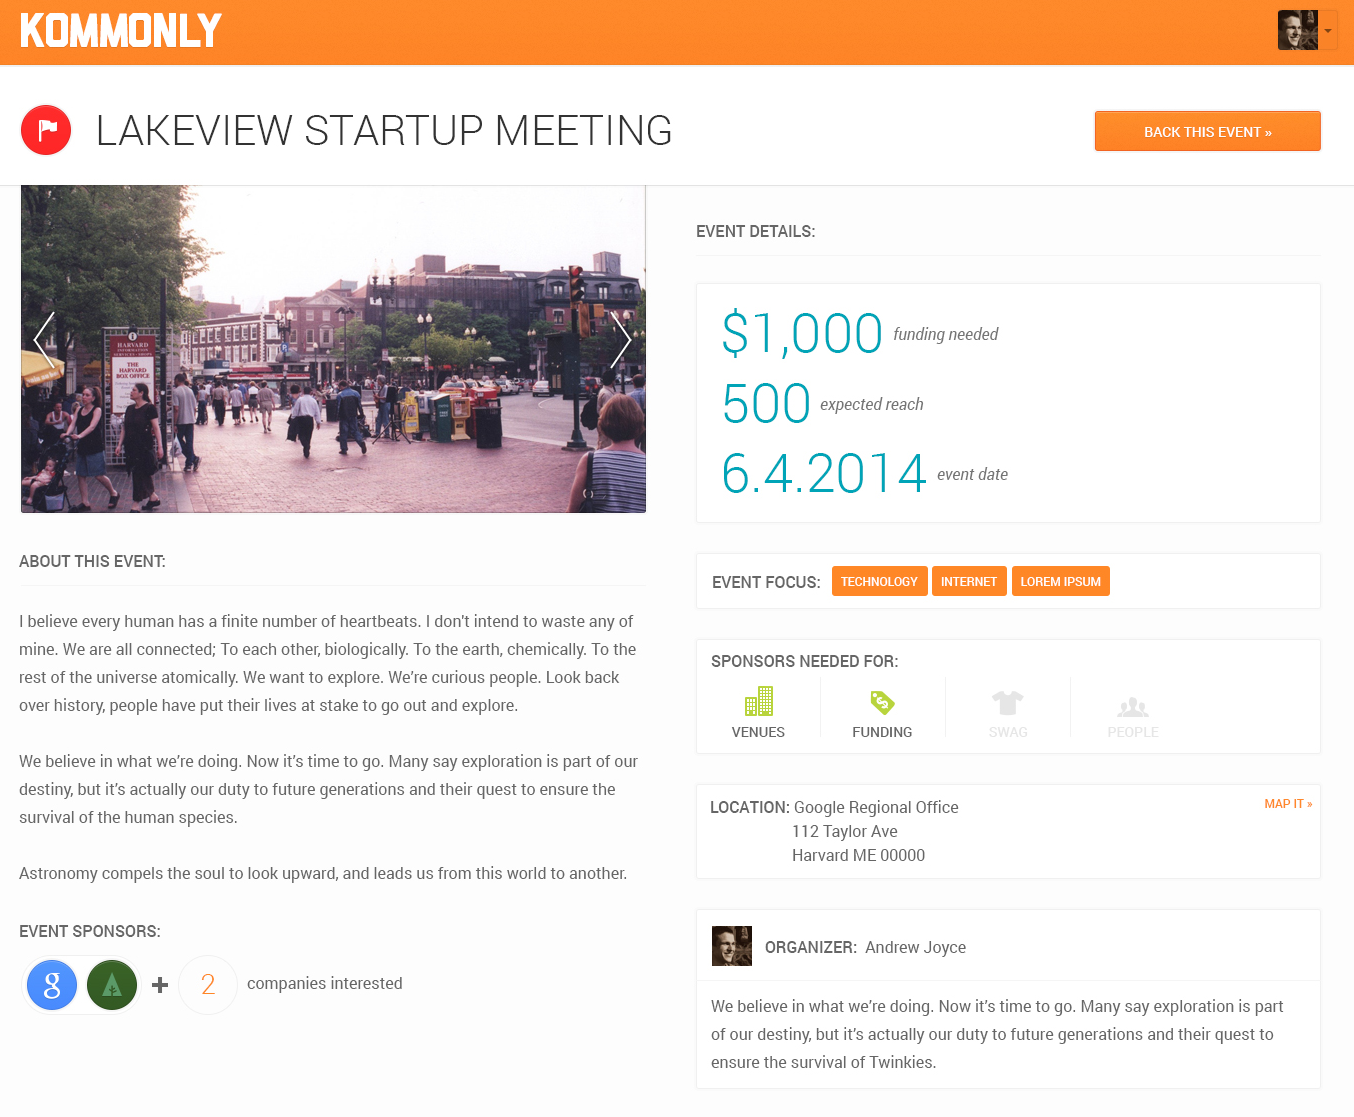 KOMMONLY
LAKEVIEW STARTUP MEETING
BACK THIS EVENT »
HARVARD
INFORMATION
THE
HARVARD
BOX OFFICE
ABOUT THIS EVENT:
I believe every human has a finite number of heartbeats. I don't intend to waste any of
mine. We are all connected; To each other, biologically. To the earth, chemically. To the
rest of the universe atomically. We want to explore. We’re curious people. Look back
over history, people have put their lives at stake to go out and explore.
We believe in what we’re doing. Now it’s time to go. Many say exploration is part of our
destiny, but it’s actually our duty to future generations and their quest to ensure the
survival of the human species.
Astronomy compels the soul to look upward, and leads us from this world to another.
EVENT SPONSORS:
g + 2 companies interested
EVENT DETAILS:
$1,000 funding needed
500 expected reach
6.4.2014 event date
EVENT FOCUS: TECHNOLOGY INTERNET LOREM IPSUM
SPONSORS NEEDED FOR:
VENUES FUNDING SWAG PEOPLE
LOCATION: Google Regional Office MAP IT »
112 Taylor Ave
Harvard ME 00000
ORGANIZER: Andrew Joyce
We believe in what we’re doing. Now it’s time to go. Many say exploration is part
of our destiny, but it’s actually our duty to future generations and their quest to
ensure the survival of Twinkies.